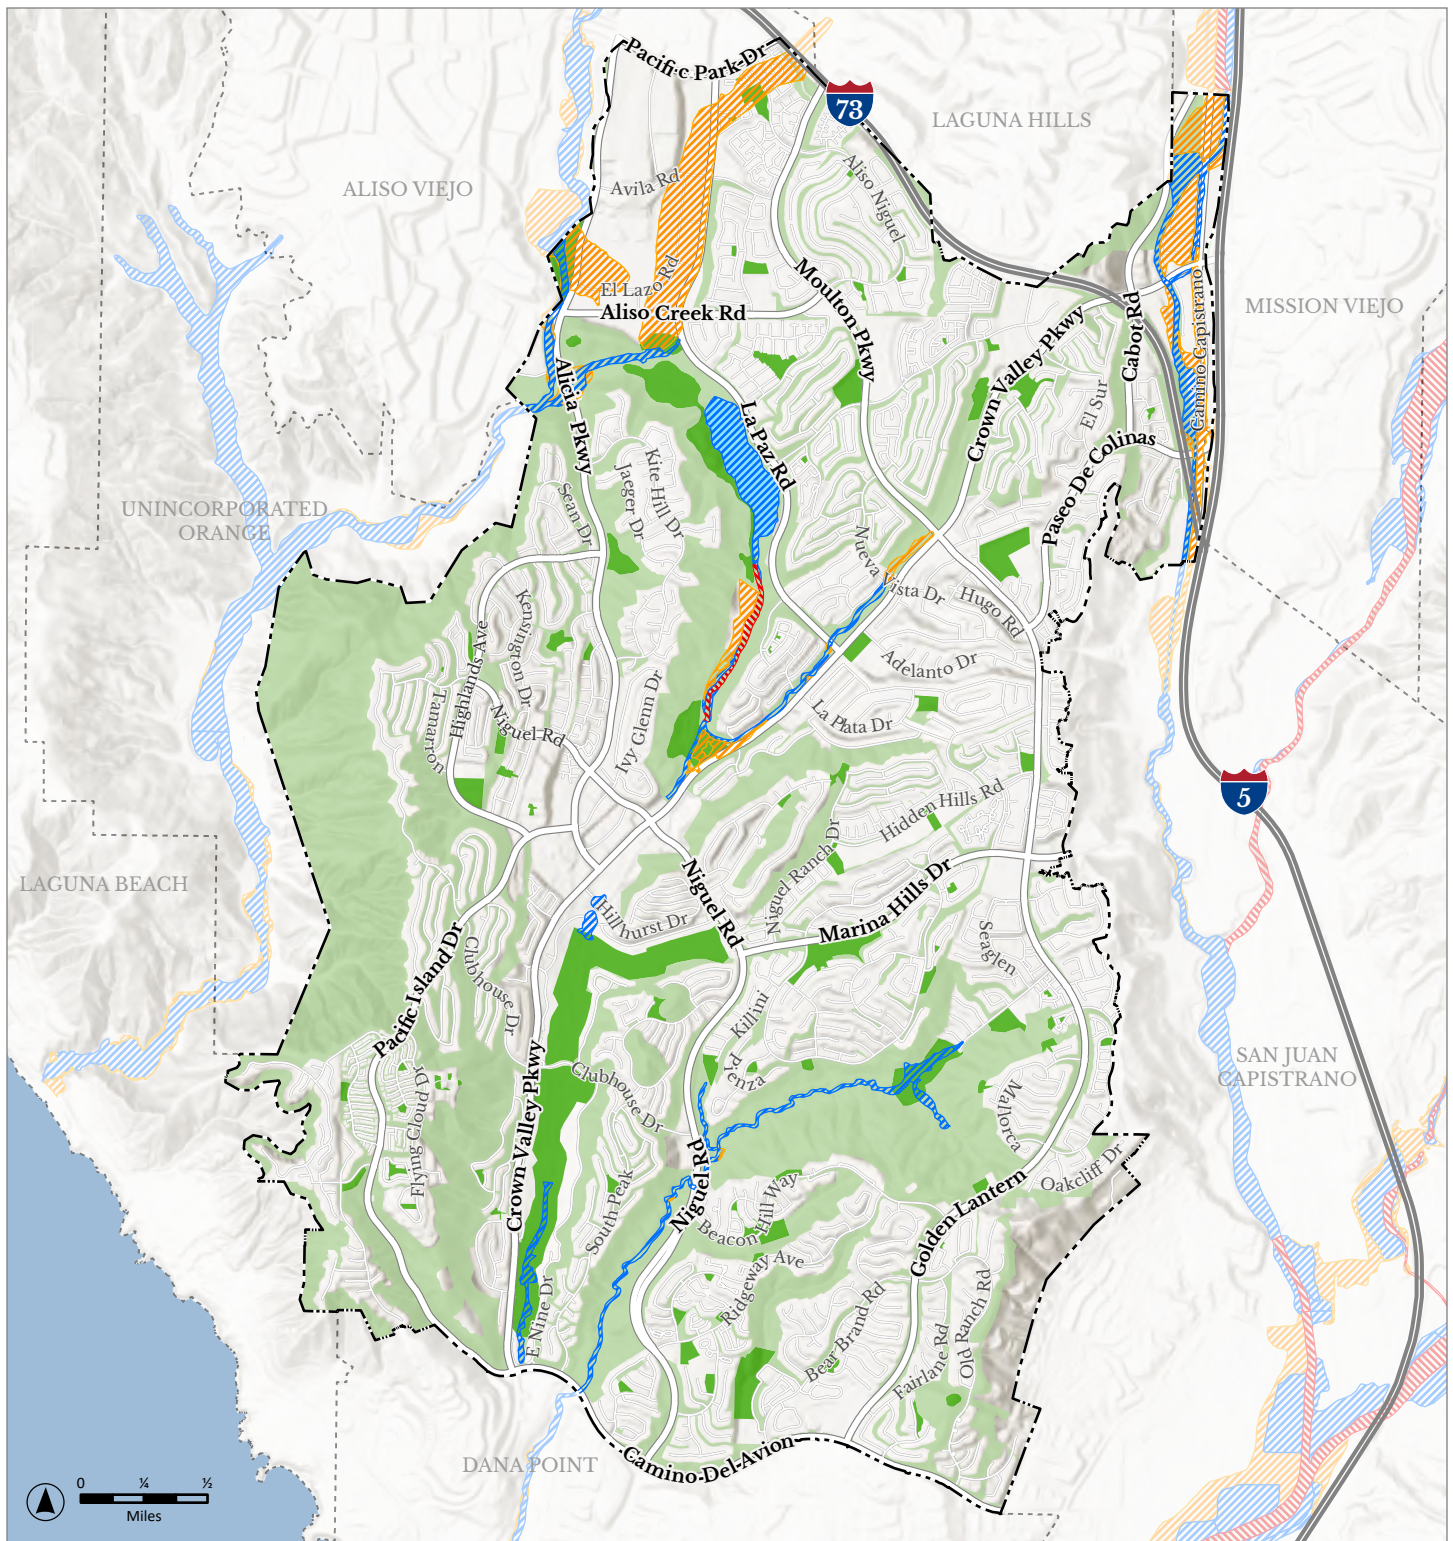 Pacific Park Dr
73
LAGUNA HILLS
ALISO VIEJO
Avila Rd
Aliso Niguel
El Lazo Rd
Aliso Creek Rd
Moulton Pkwy
Crown Valley Pkwy
Cabot Rd
Camino Capistrano
MISSION VIEJO
Alicia Pkwy
La Paz Rd
El Sur
Paseo De Colinas
Kite Hill Dr
Jaeger Dr
Sean Dr
UNINCORPORATED
ORANGE
Nueva Vista Dr
Hugo Rd
Kensington Dr
Highlands Ave
Tamarron
Niguel Rd
Ivy Glenn Dr
Adelanto Dr
La Plata Dr
Hidden Hills Rd
5
Niguel Ranch Dr
LAGUNA BEACH
Niguel Rd
Marina Hills Dr
Hillhurst Dr
Seaglen
Pacific Island Dr
Clubhouse Dr
Killini
Pienza
Clubhouse Dr
SAN JUAN
CAPISTRANO
Flying Cloud Dr
Crown Valley Pkwy
Mallorca
Niguel Rd
Oakcliff Dr
Golden Lantern
South Peak
Beacon Hill Way
Ridgeway Ave
E Nine Dr
Bear Brand Rd
Fairlane Rd
Old Ranch Rd
Camino Del Avion
DANA POINT
0 ¼ ½
Miles